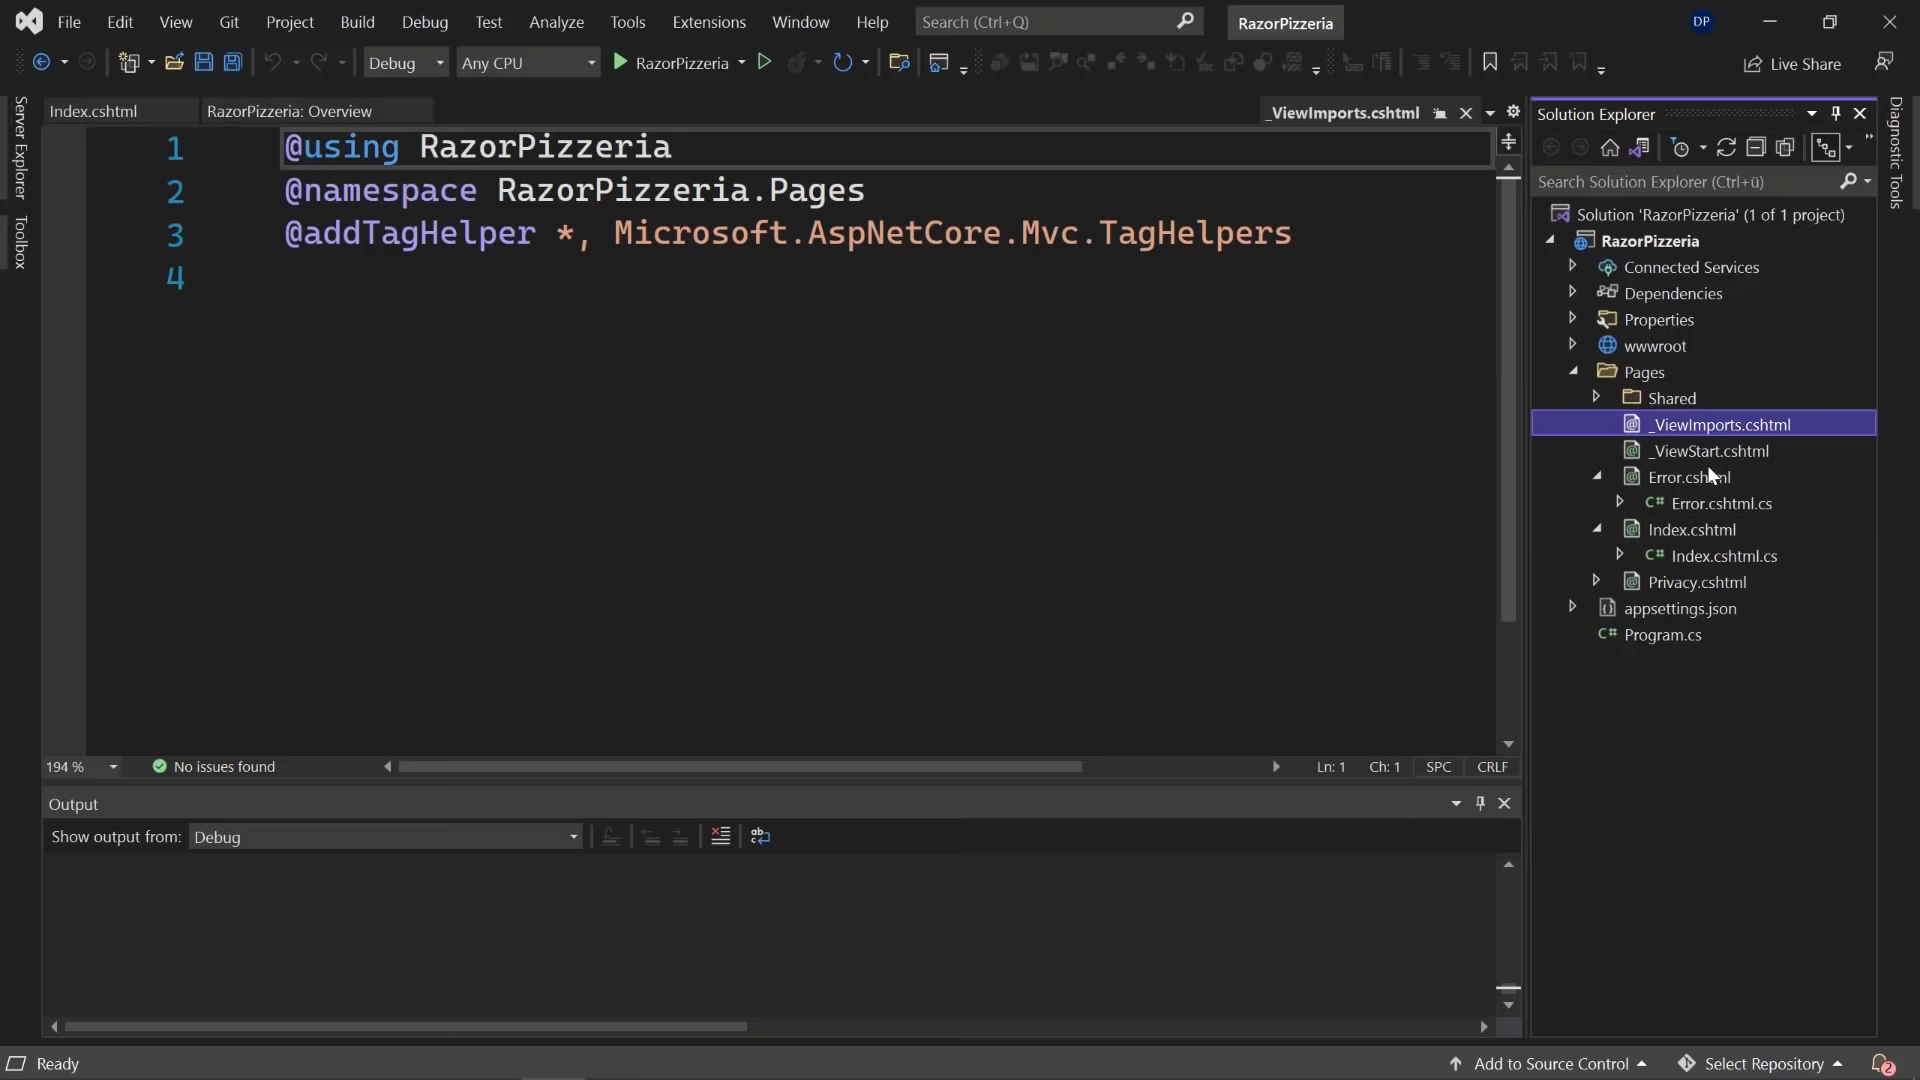 File Edit View Git Project Build Debug Test Analyze Tools Extensions Window Help Search (Ctrl+Q) RazorPizzeria DP
Debug Any CPU RazorPizzeria Live Share
Server Explorer
Toolbox
Index.cshtml RazorPizzeria: Overview _ViewImports.cshtml
1 @using RazorPizzeria
2 @namespace RazorPizzeria.Pages
3 @addTagHelper *, Microsoft.AspNetCore.Mvc.TagHelpers
4
194 % No issues found Ln: 1 Ch: 1 SPC CRLF
Output
Show output from: Debug
Solution Explorer
Search Solution Explorer (Ctrl+ü)
Solution 'RazorPizzeria' (1 of 1 project)
RazorPizzeria
Connected Services
Dependencies
Properties
wwwroot
Pages
Shared
_ViewImports.cshtml
_ViewStart.cshtml
Error.cshtml
C# Error.cshtml.cs
Index.cshtml
C# Index.cshtml.cs
Privacy.cshtml
appsettings.json
C# Program.cs
Diagnostic Tools
Ready Add to Source Control Select Repository 2